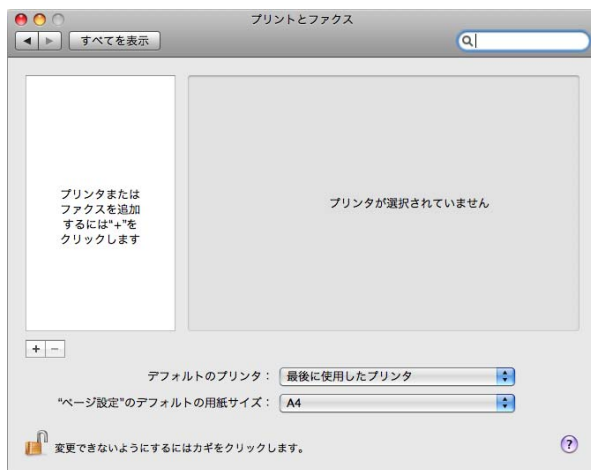 プリントとファクス
すべてを表示
プリンタまたは
ファクスを追加
するには“+”を
クリックします
プリンタが選択されていません
+ −
デフォルトのプリンタ： 最後に使用したプリンタ
“ページ設定”のデフォルトの用紙サイズ： A4
変更できないようにするにはカギをクリックします。
?